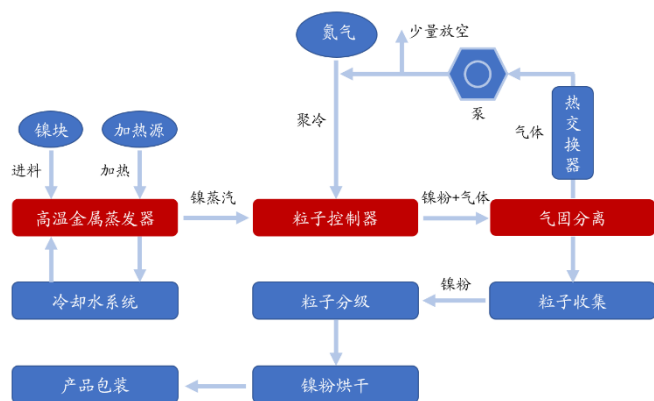 氮气
少量放空
泵
热交换器
气体
聚冷
镍块
加热源
进料
加热
高温金属蒸发器
镍蒸汽
粒子控制器
镍粉+气体
气固分离
冷却水系统
粒子分级
镍粉
粒子收集
产品包装
镍粉烘干